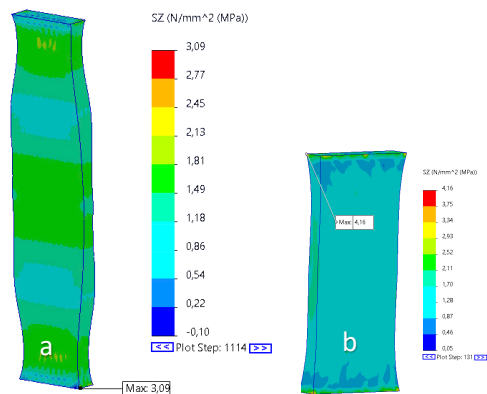 SZ (N/mm^2 (MPa))
3,09
2,77
2,45
2,13
1,81
1,49
1,18
0,86
0,54
0,22
-0,10
<< Plot Step: 1114 >>
a
Max: 3,09
SZ (N/mm^2 (MPa))
4,16
3,75
3,34
2,93
2,52
2,11
1,70
1,28
0,87
0,46
0,05
<< Plot Step: 131 >>
Max: 4,16
b